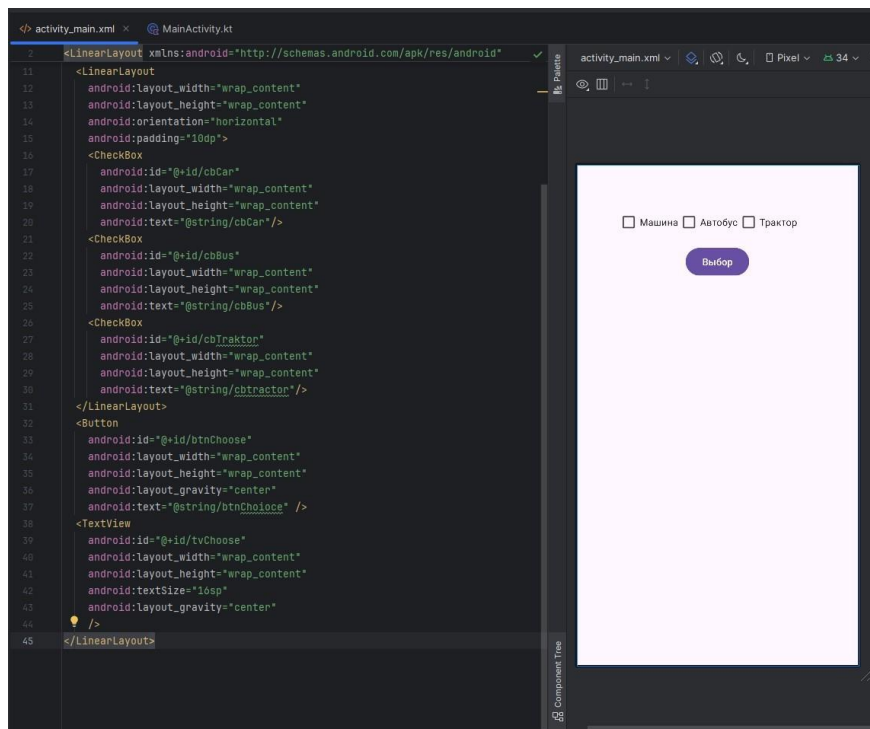 activity_main.xml
MainActivity.kt
2 <LinearLayout xmlns:android="http://schemas.android.com/apk/res/android"
11 <LinearLayout
12 android:layout_width="wrap_content"
13 android:layout_height="wrap_content"
14 android:orientation="horizontal"
15 android:padding="10dp">
16 <CheckBox
17 android:id="@+id/cbCar"
18 android:layout_width="wrap_content"
19 android:layout_height="wrap_content"
20 android:text="@string/cbCar"/>
21 <CheckBox
22 android:id="@+id/cbBus"
23 android:layout_width="wrap_content"
24 android:layout_height="wrap_content"
25 android:text="@string/cbBus"/>
26 <CheckBox
27 android:id="@+id/cbTraktor"
28 android:layout_width="wrap_content"
29 android:layout_height="wrap_content"
30 android:text="@string/cbtractor"/>
31 </LinearLayout>
32 <Button
33 android:id="@+id/btnChoose"
34 android:layout_width="wrap_content"
35 android:layout_height="wrap_content"
36 android:layout_gravity="center"
37 android:text="@string/btnChoioce" />
38 <TextView
39 android:id="@+id/tvChoose"
40 android:layout_width="wrap_content"
41 android:layout_height="wrap_content"
42 android:textSize="16sp"
43 android:layout_gravity="center"
44 />
45 </LinearLayout>
Palette
Component Tree
activity_main.xml Pixel 34
Машина Автобус Трактор
Выбор